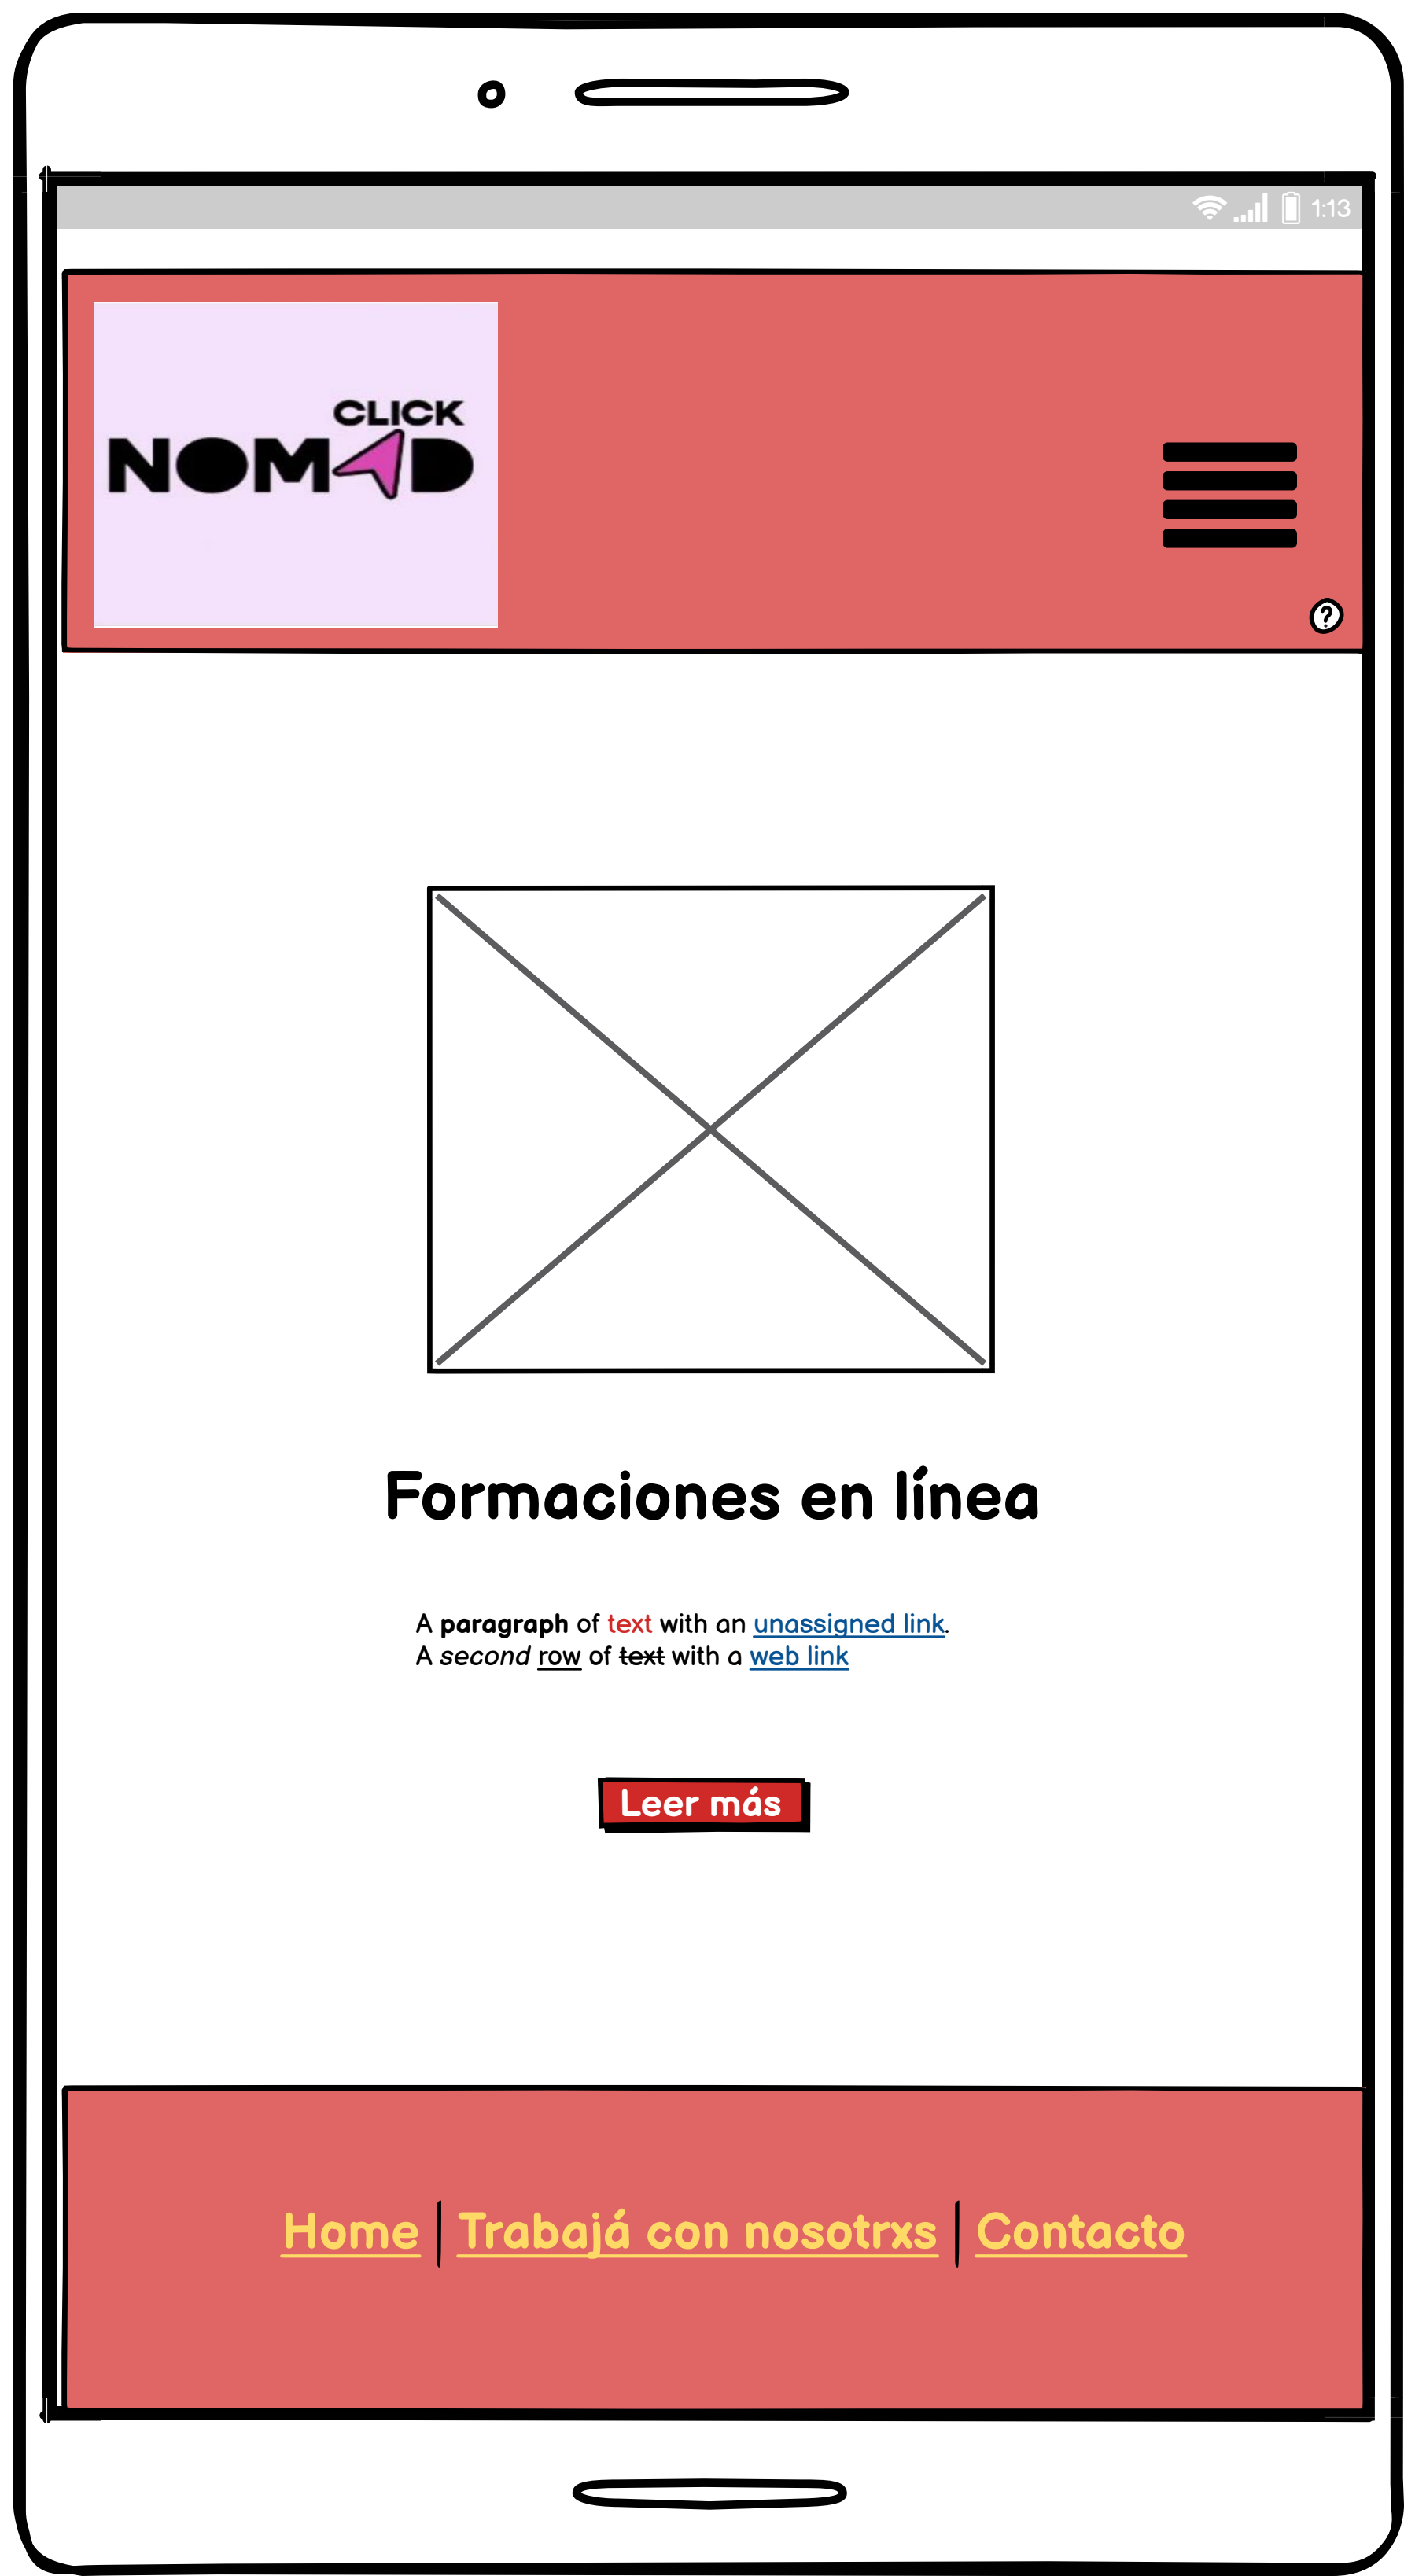 1:13
CLICK
NOMAD
?
Formaciones en línea
A paragraph of text with an unassigned link.
A second row of text with a web link
Leer más
Home | Trabajá con nosotrxs | Contacto